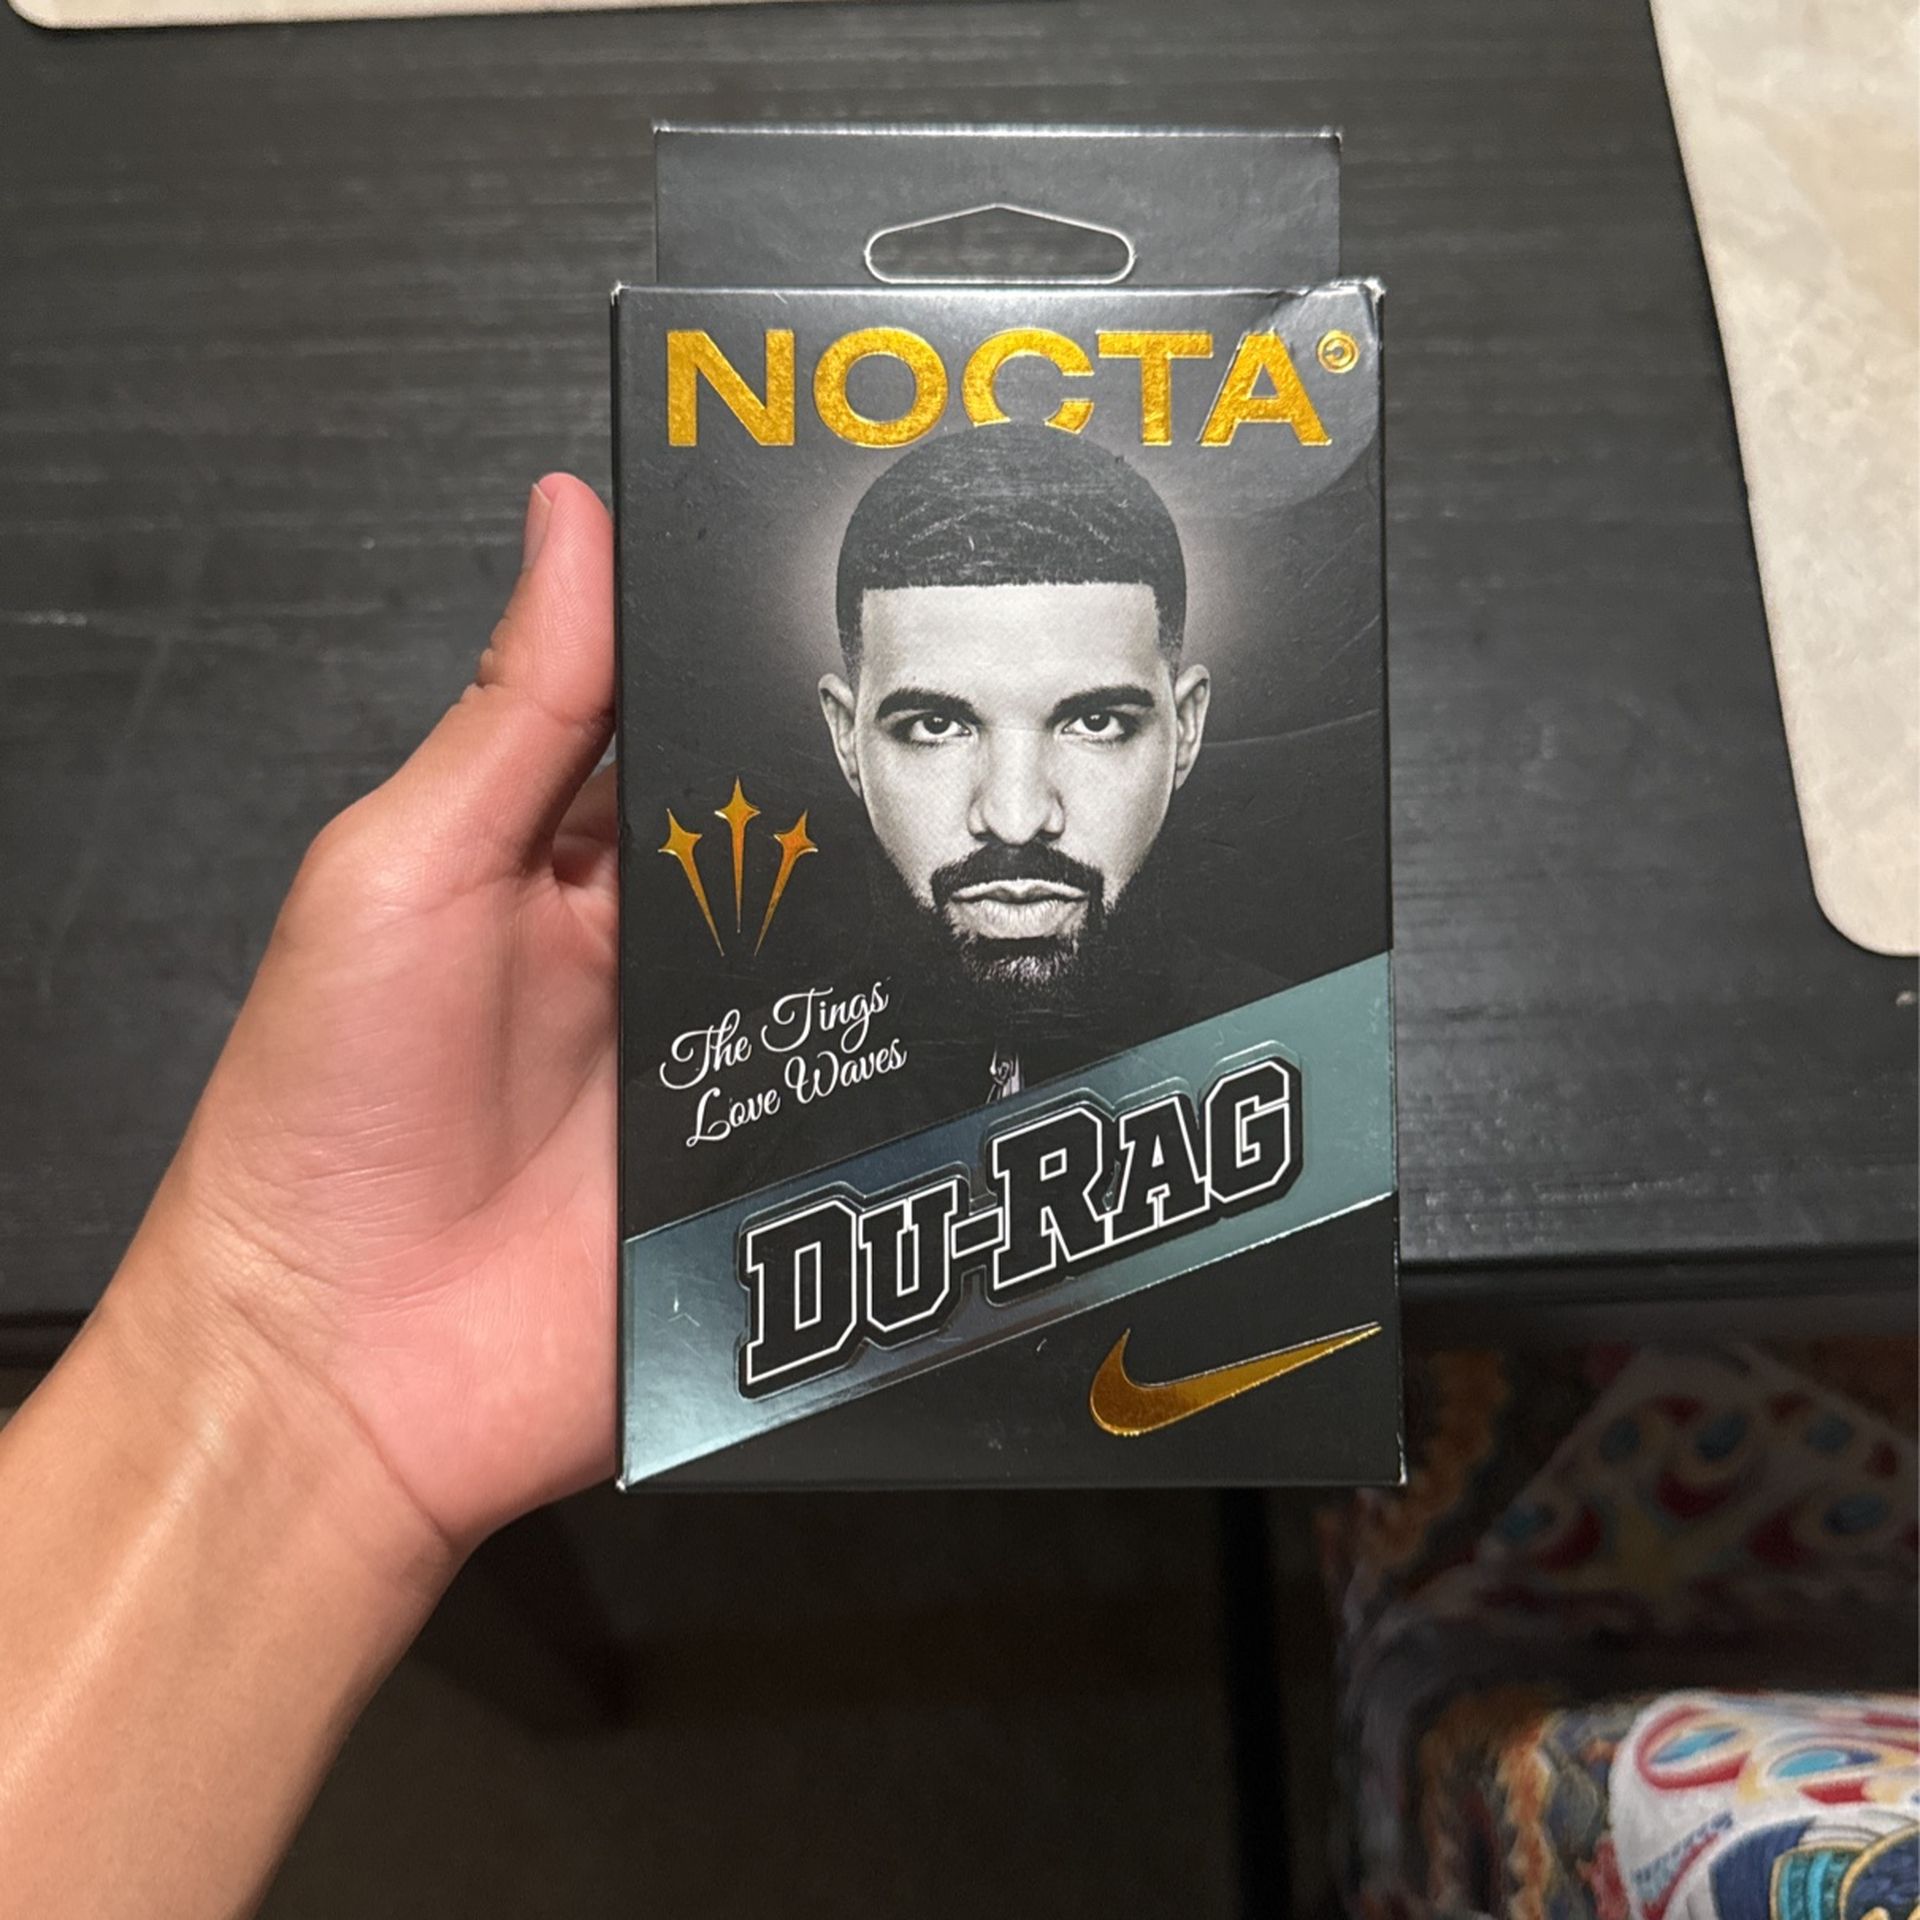 NOCTA
The Tings
Love Waves
DU-RAG